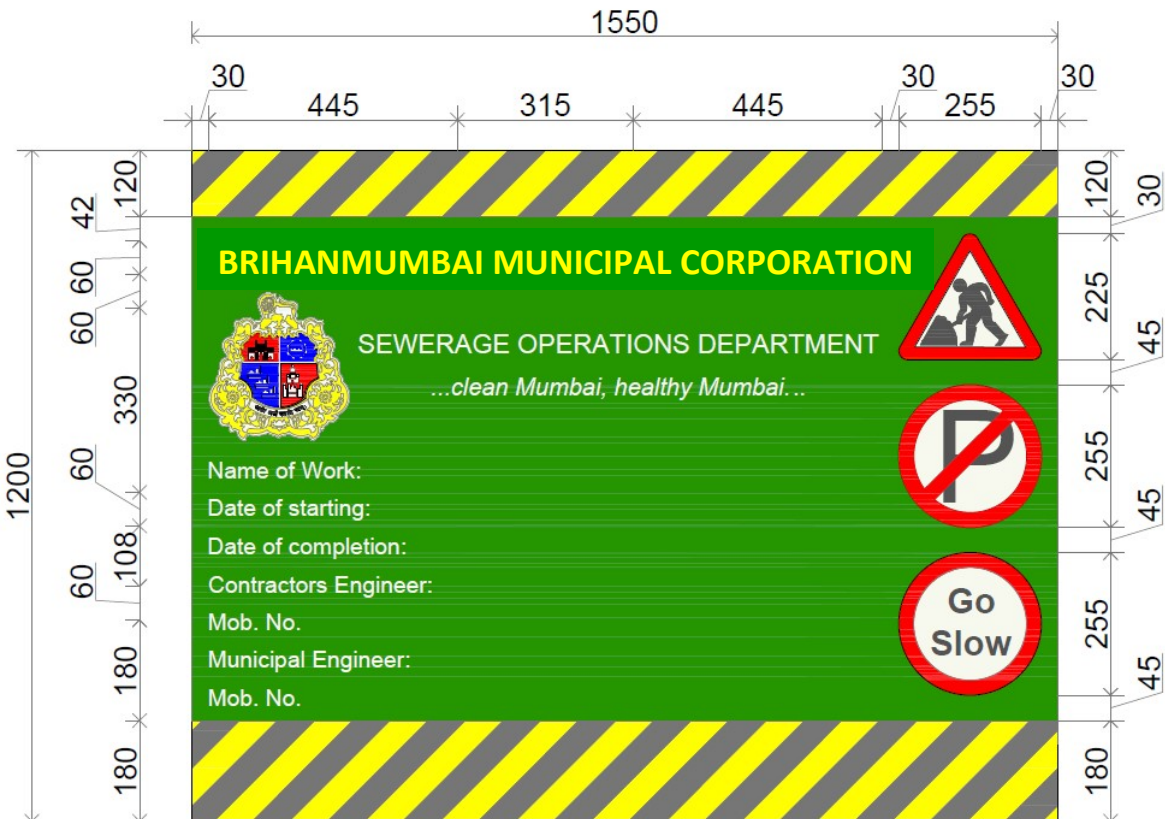 1550
30 30 30
445 315 445 255
120 120
42 30
BRIHANMUMBAI MUNICIPAL CORPORATION
60 225
60 SEWERAGE OPERATIONS DEPARTMENT 45
...clean Mumbai, healthy Mumbai...
330 P 255
Name of Work:
60
1200
Date of starting: 45
Date of completion:
108
60
Contractors Engineer: Go
Mob. No. Slow 255
Municipal Engineer:
180 45
Mob. No.
180 180